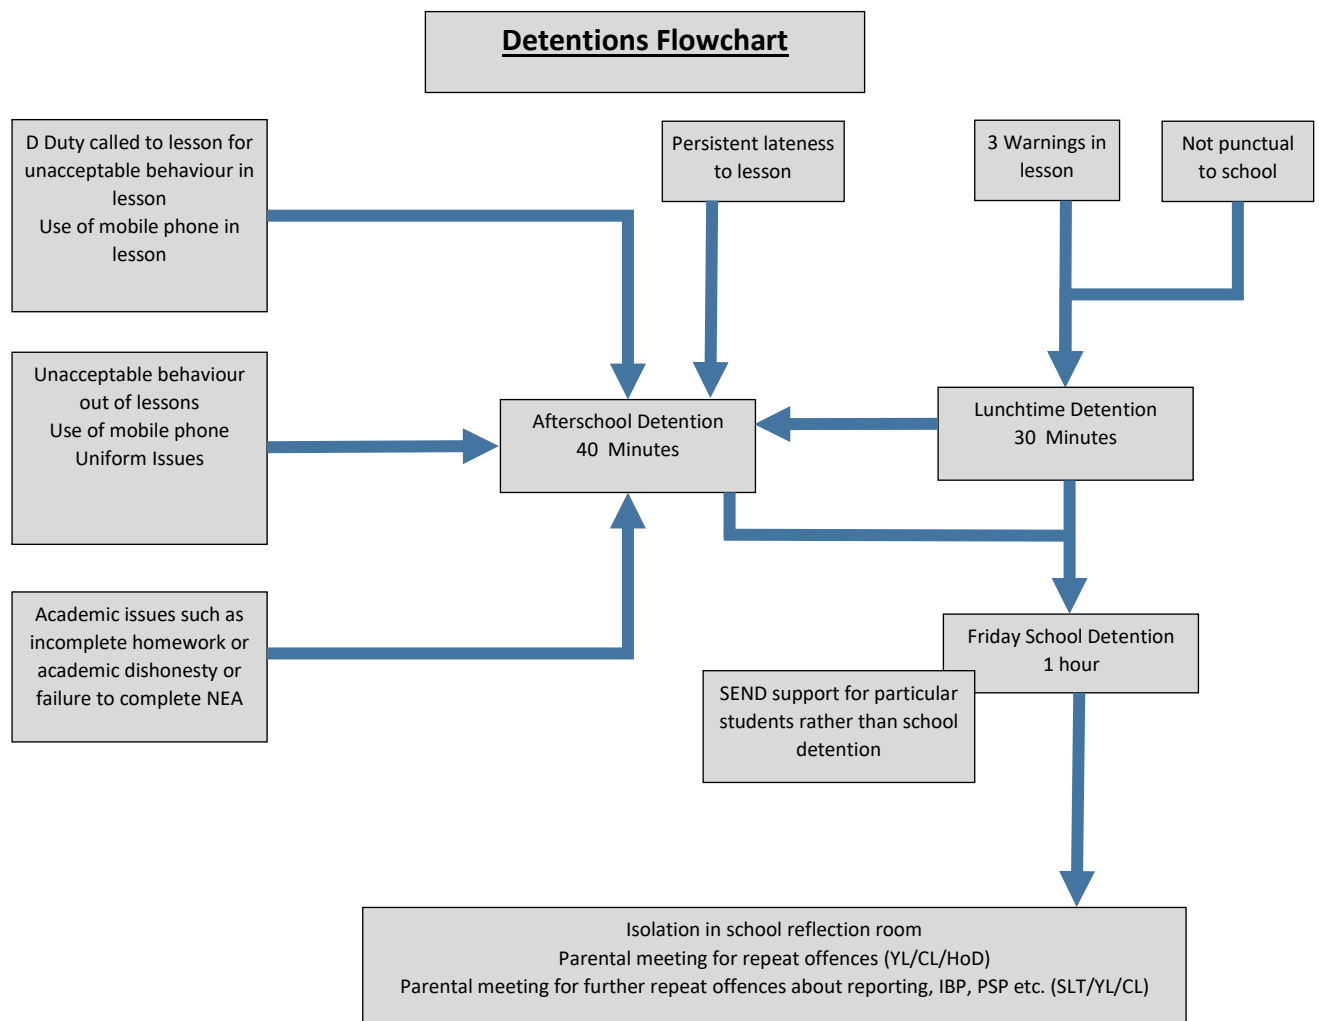 Detentions Flowchart
D Duty called to lesson for
unacceptable behaviour in
lesson
Use of mobile phone in
lesson
Persistent lateness
to lesson
3 Warnings in
lesson
Not punctual
to school
Unacceptable behaviour
out of lessons
Use of mobile phone
Uniform Issues
Afterschool Detention
40 Minutes
Lunchtime Detention
30 Minutes
Academic issues such as
incomplete homework or
academic dishonesty or
failure to complete NEA
Friday School Detention
1 hour
SEND support for particular
students rather than school
detention
Isolation in school reflection room
Parental meeting for repeat offences (YL/CL/HoD)
Parental meeting for further repeat offences about reporting, IBP, PSP etc. (SLT/YL/CL)